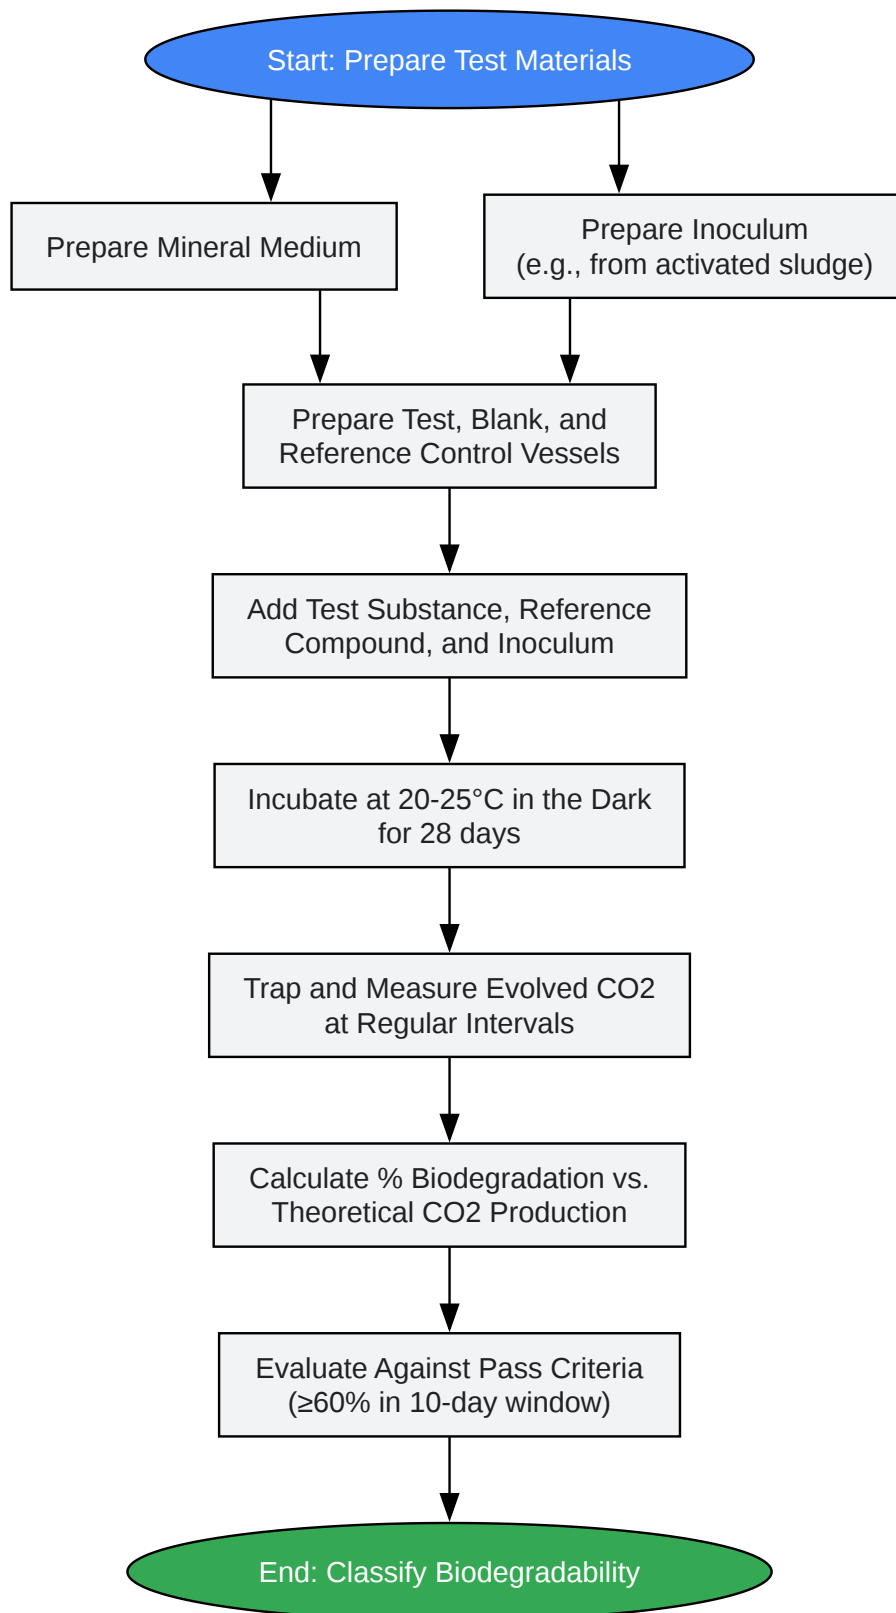 Start: Prepare Test Materials
Prepare Mineral Medium
Prepare Inoculum
(e.g., from activated sludge)
Prepare Test, Blank, and
Reference Control Vessels
Add Test Substance, Reference
Compound, and Inoculum
Incubate at 20-25°C in the Dark
for 28 days
Trap and Measure Evolved CO2
at Regular Intervals
Calculate % Biodegradation vs.
Theoretical CO2 Production
Evaluate Against Pass Criteria
(≥60% in 10-day window)
End: Classify Biodegradability